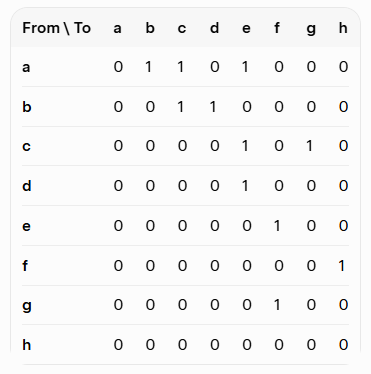 From \ To a b c d e f g h
a 0 1 1 0 1 0 0 0
b 0 0 1 1 0 0 0 0
c 0 0 0 0 1 0 1 0
d 0 0 0 0 1 0 0 0
e 0 0 0 0 0 1 0 0
f 0 0 0 0 0 0 0 1
g 0 0 0 0 0 1 0 0
h 0 0 0 0 0 0 0 0